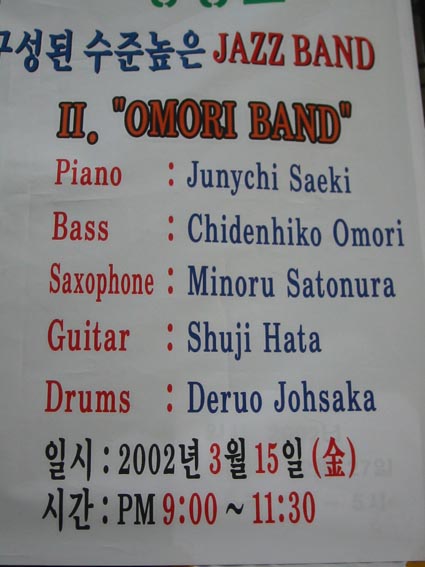 구성된 수준높은 JAZZ BAND
II. "OMORI BAND"
Piano : Junychi Saeki
Bass : Chidenhiko Omori
Saxophone : Minoru Satonura
Guitar : Shuji Hata
Drums : Deruo Johsaka
일시 : 2002년 3월 15일 (金)
시간 : PM 9:00 ~ 11:30